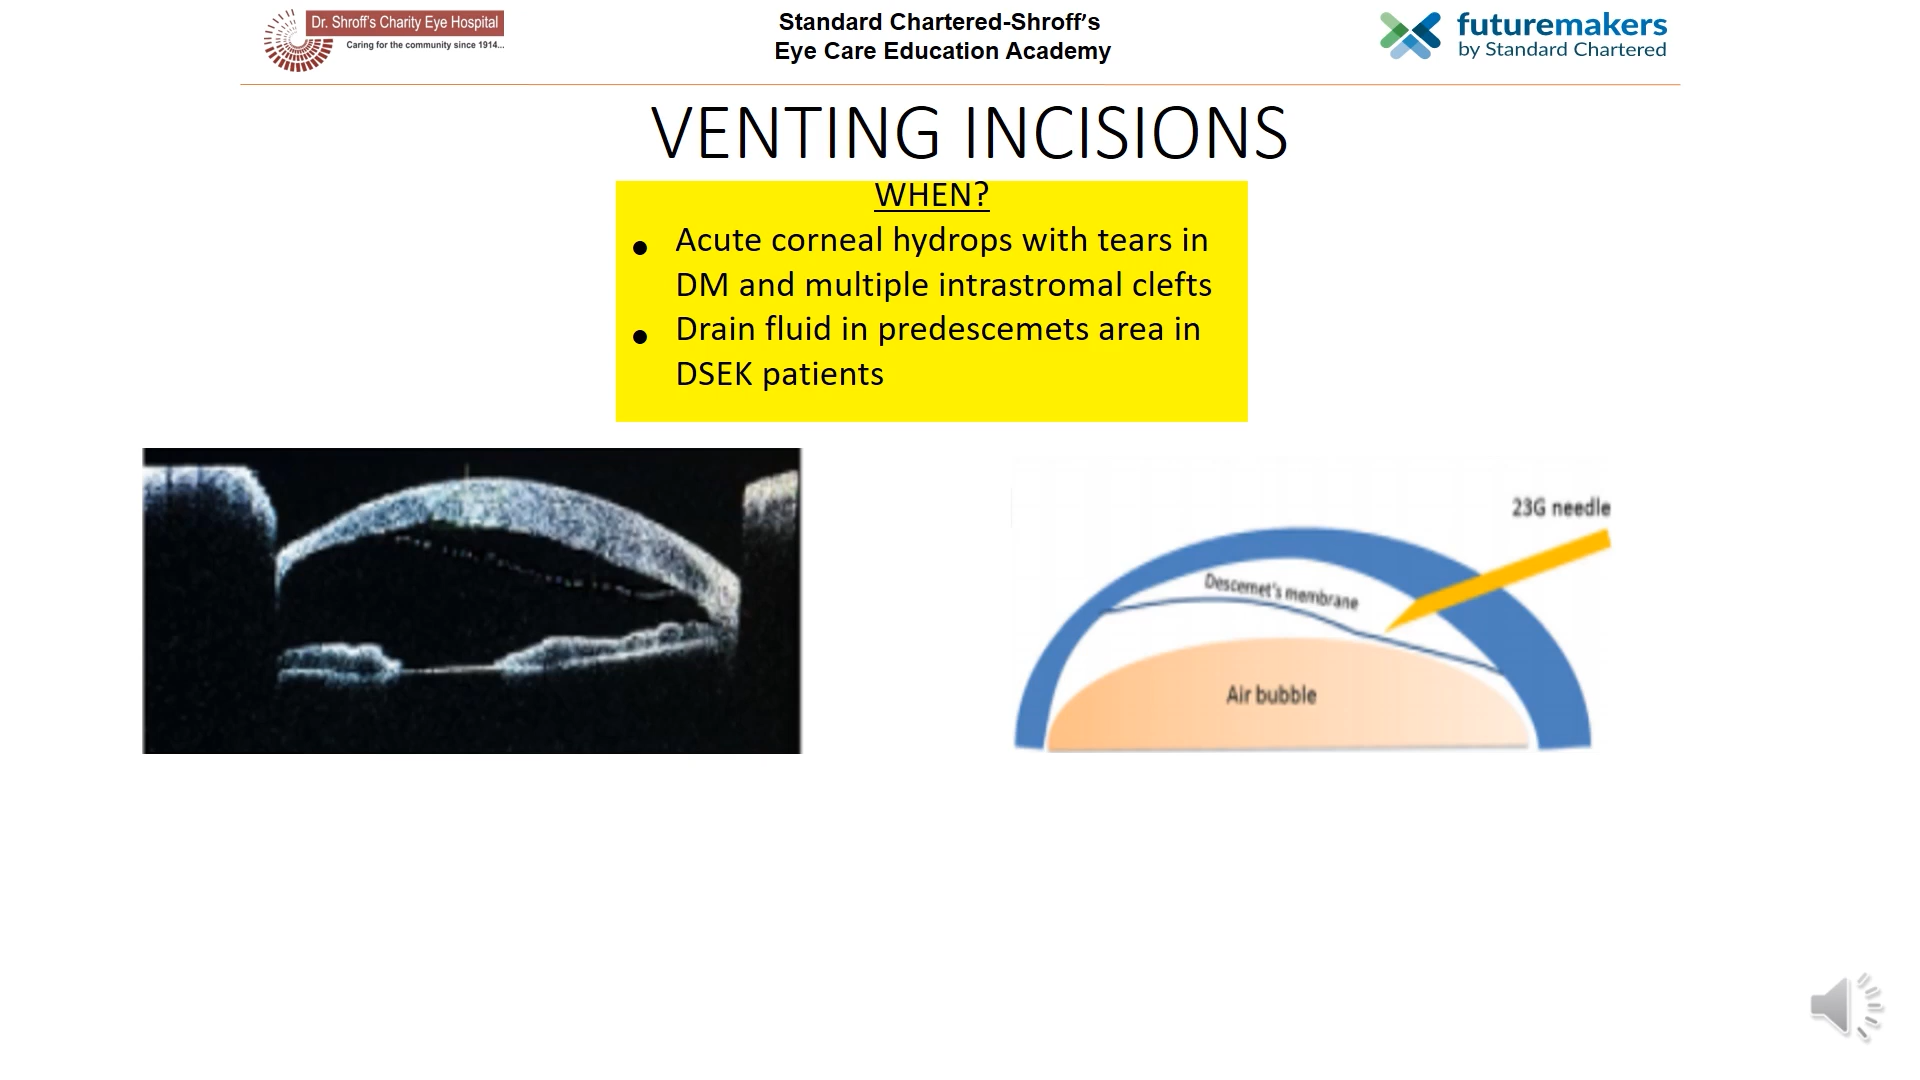 Dr. Shroff's Charity Eye Hospital
Caring for the community since 1914...
Standard Chartered-Shroff's
Eye Care Education Academy
futuremakers
by Standard Chartered
VENTING INCISIONS
WHEN?
● Acute corneal hydrops with tears in
DM and multiple intrastromal clefts
● Drain fluid in predescemets area in
DSEK patients
23G needle
Descemet's membrane
Air bubble